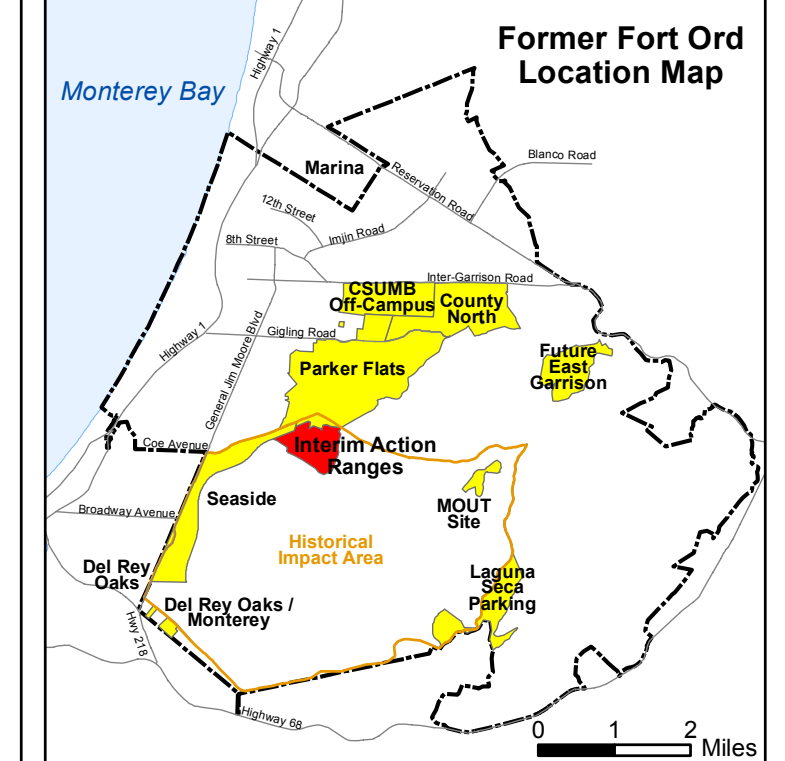 Former Fort Ord
Location Map
Highway 1
Monterey Bay
Marina
Blanco Road
Reservation Road
12th Street
Imjin Road
8th Street
Inter-Garrison Road
CSUMB
Off-Campus
County
North
Highway 1
General Jim Moore Blvd
Gigling Road
Parker Flats
Future
East
Garrison
Coe Avenue
Interim Action
Ranges
Seaside
MOUT
Site
Broadway Avenue
Historical
Impact Area
Del Rey
Oaks
Laguna
Seca
Parking
Del Rey Oaks /
Monterey
Hwy 218
Highway 68
0 1 2
Miles